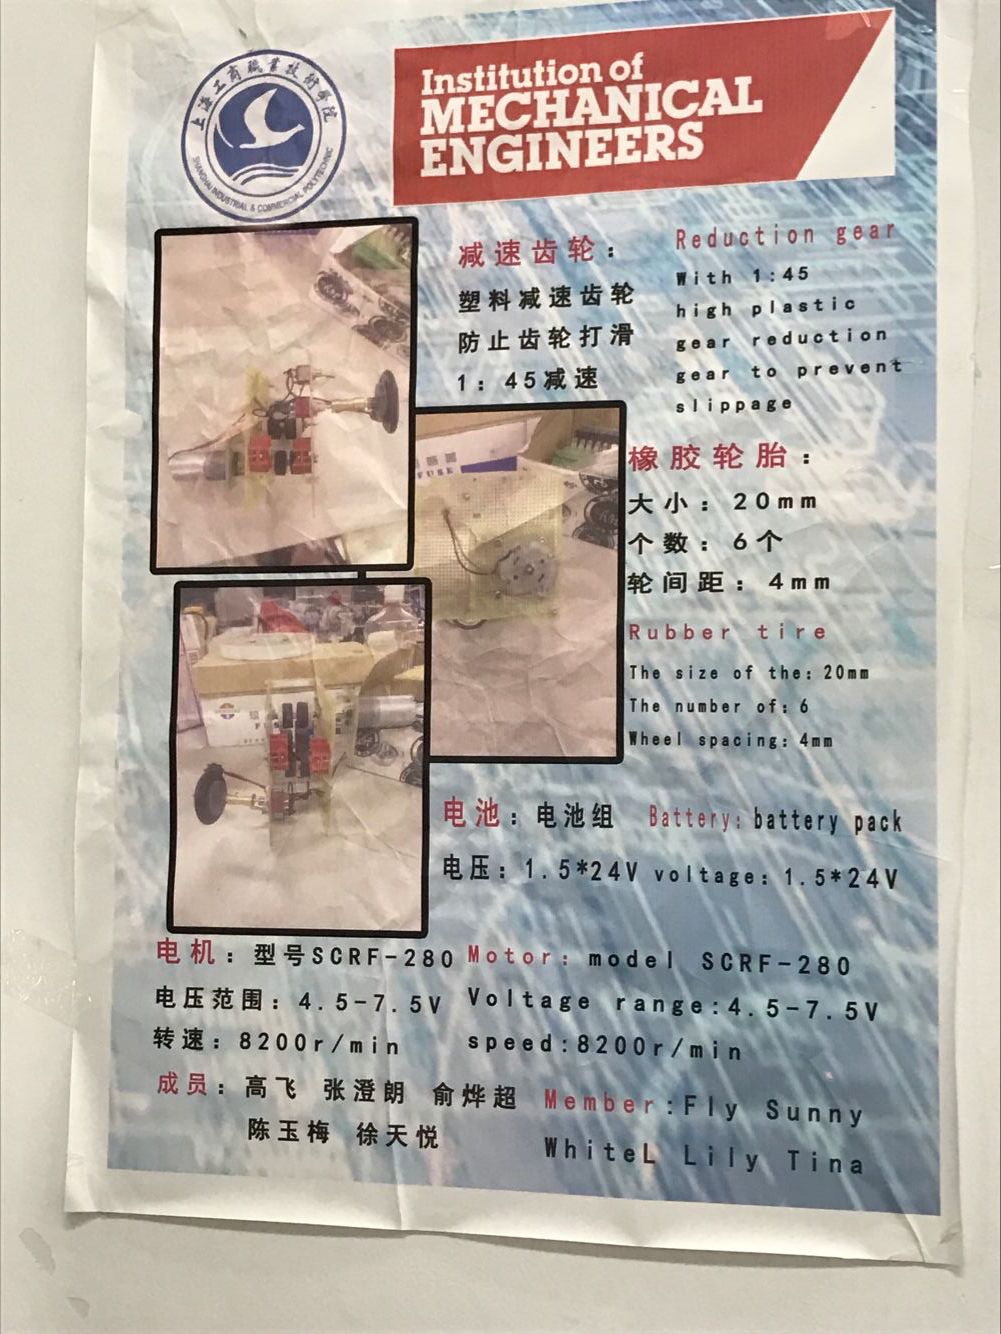 上海工商職業技術學院
SHANGHAI INDUSTRIAL & COMMERCIAL POLYTECHNIC
Institution of
MECHANICAL
ENGINEERS
减速齿轮：
塑料减速齿轮
防止齿轮打滑
1：45减速
Reduction gear
With 1:45
high plastic
gear reduction
gear to prevent
slippage
橡胶轮胎：
大小：20mm
个数：6个
轮间距：4mm
Rubber tire
The size of the: 20mm
The number of: 6
Wheel spacing: 4mm
FUSE
电池：电池组 Battery: battery pack
电压：1.5*24V voltage: 1.5*24V
电机：型号SCRF-280 Motor: model SCRF-280
电压范围：4.5-7.5V Voltage range:4.5-7.5V
转速：8200r/min speed:8200r/min
成员：高飞 张澄朗 俞烨超
陈玉梅 徐天悦
Member:Fly Sunny
WhiteL Lily Tina